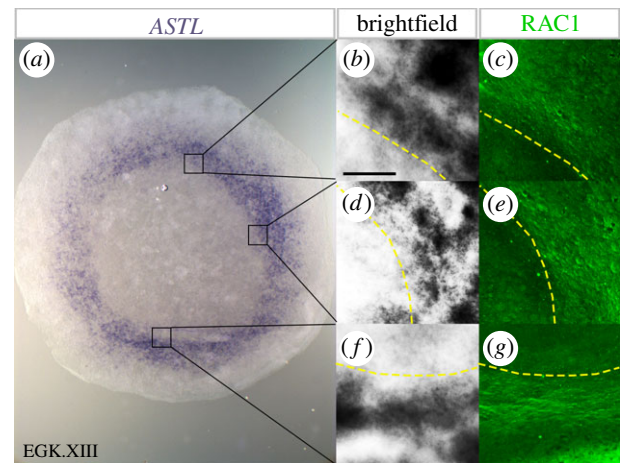 ASTL brightfield RAC1
(a) (b) (c)
(d) (e)
(f) (g)
EGK.XIII